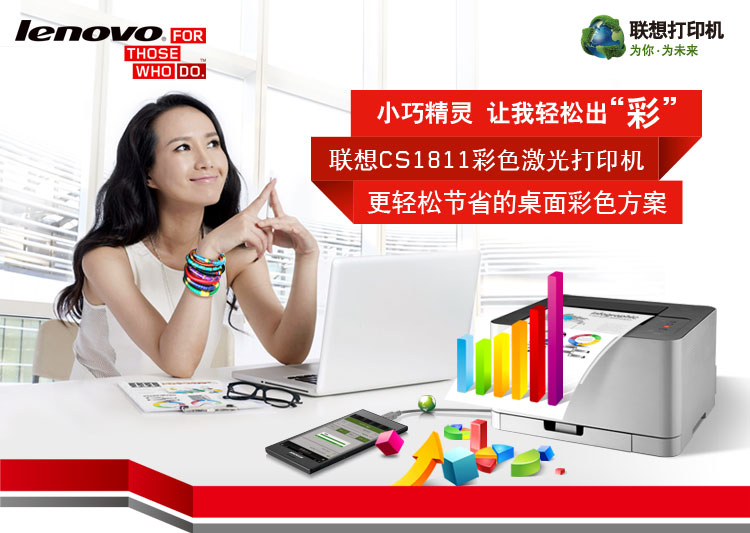 lenovo FOR
THOSE
WHO DO.™
联想打印机
为你·为未来
小巧精灵 让我轻松出“彩”
联想CS1811彩色激光打印机
更轻松节省的桌面彩色方案
Infographic